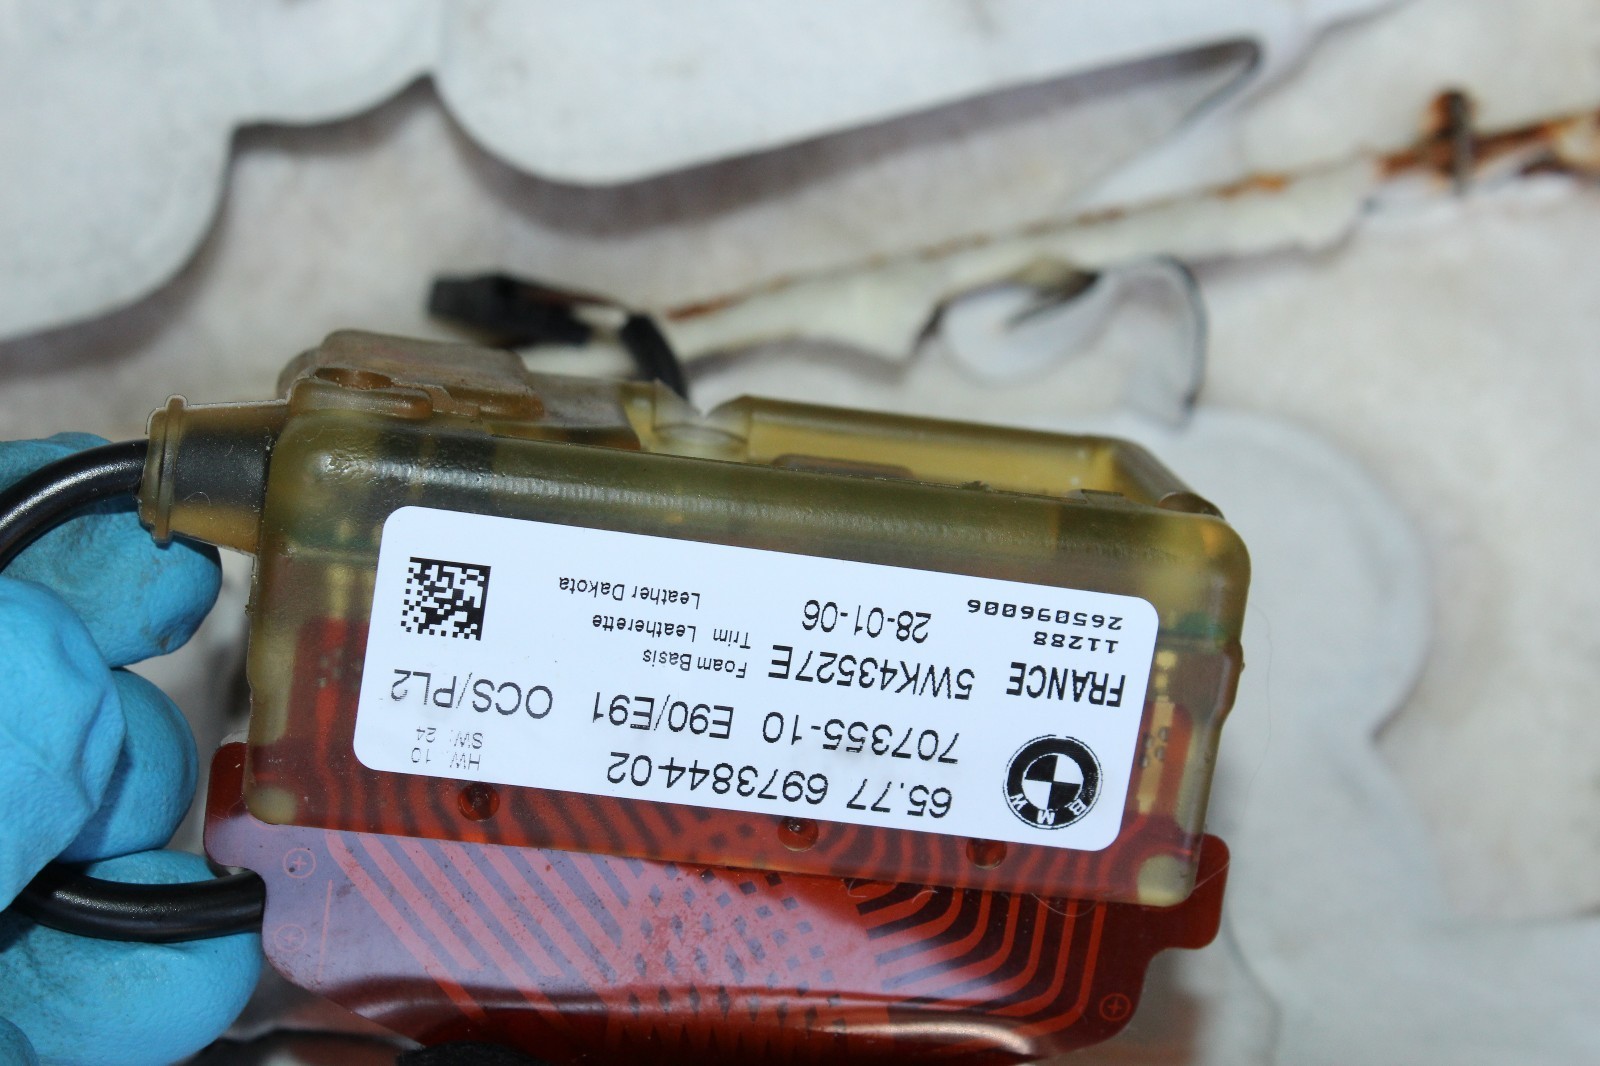 BMW
65.77 6973844-02
HW: 10
SW: 24
707355-10 E90/E91 OCS/PL2
FRANCE 5WK43527E
Foam Basis
Trim Leatherette
Leather Dakota
11288
265096006
28-01-06